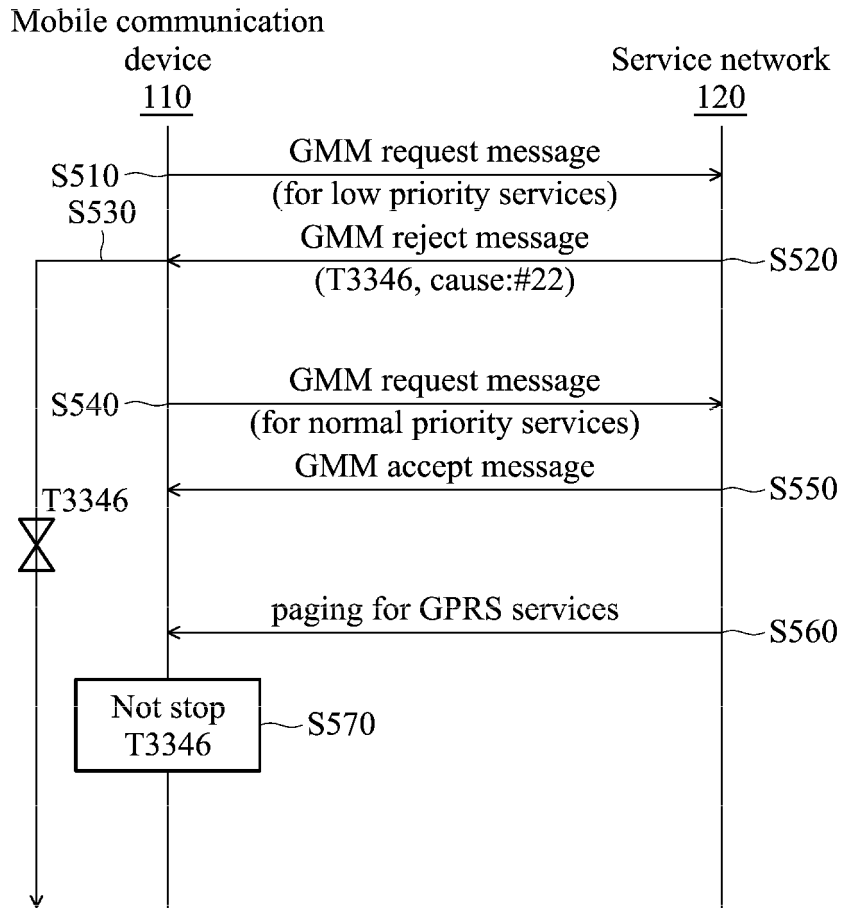 Mobile communication
device
110
Service network
120
GMM request message
(for low priority services)
S510
S530
GMM reject message
(T3346, cause:#22)
S520
GMM request message
(for normal priority services)
S540
GMM accept message
S550
T3346
paging for GPRS services
S560
Not stop
T3346
S570